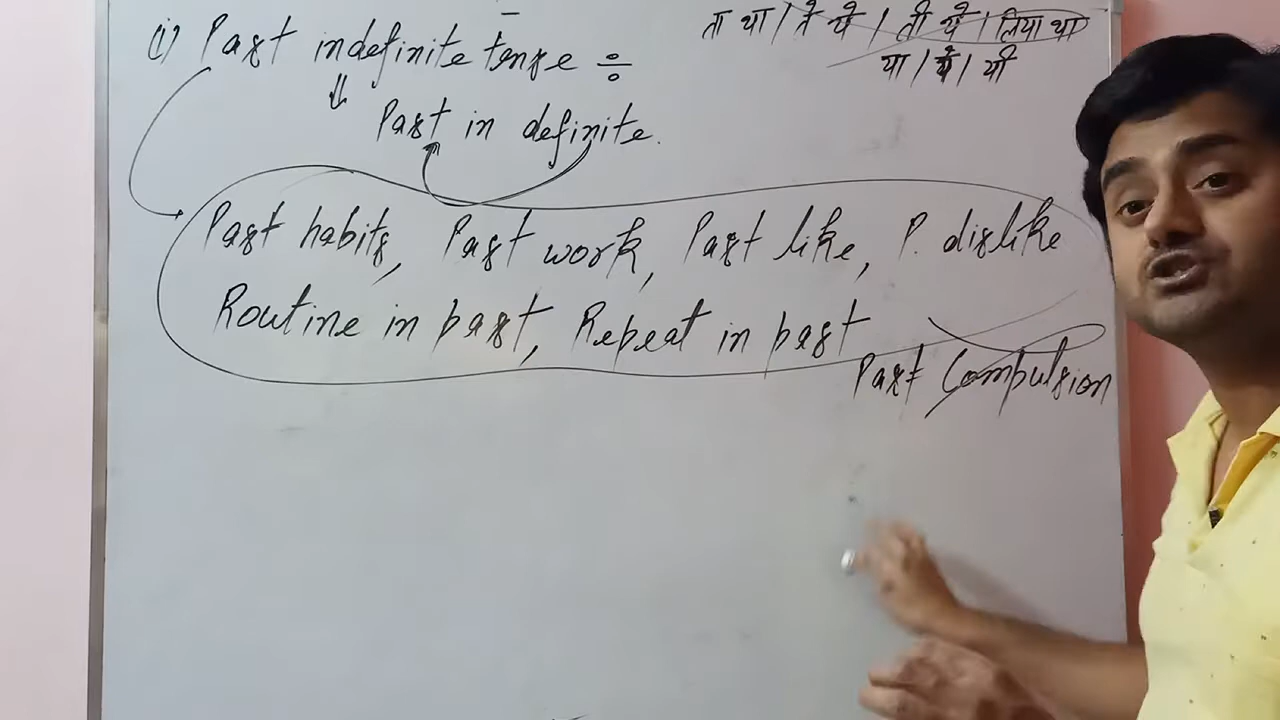 (i) Past indefinite tense ÷
ता था / ते थे / ती थे / लिया था
था / थे / थी
Past in definite.
Past habits, Past work, Past like, P. dislike
Routine in past, Repeat in past
Past Compulsion